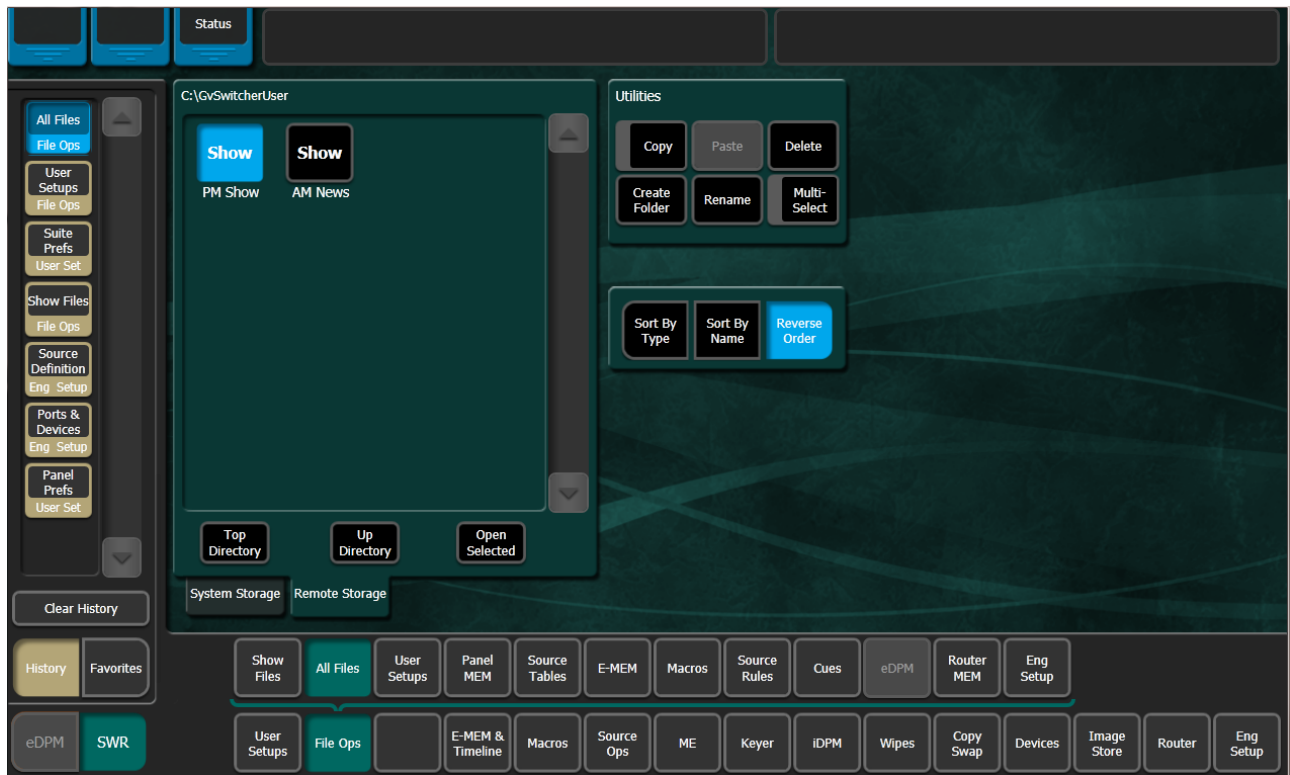 Status
All Files
File Ops
User
Setups
File Ops
Suite
Prefs
User Set
Show Files
File Ops
Source
Definition
Eng Setup
Ports &
Devices
Eng Setup
Panel
Prefs
User Set
Clear History
History
Favorites
eDPM
SWR
C:\GvSwitcherUser
Show
PM Show
Show
AM News
Top
Directory
Up
Directory
Open
Selected
System Storage
Remote Storage
Utilities
Copy
Paste
Delete
Create
Folder
Rename
Multi-
Select
Sort By
Type
Sort By
Name
Reverse
Order
Show
Files
All Files
User
Setups
Panel
MEM
Source
Tables
E-MEM
Macros
Source
Rules
Cues
eDPM
Router
MEM
Eng
Setup
User
Setups
File Ops
E-MEM &
Timeline
Macros
Source
Ops
ME
Keyer
iDPM
Wipes
Copy
Swap
Devices
Image
Store
Router
Eng
Setup